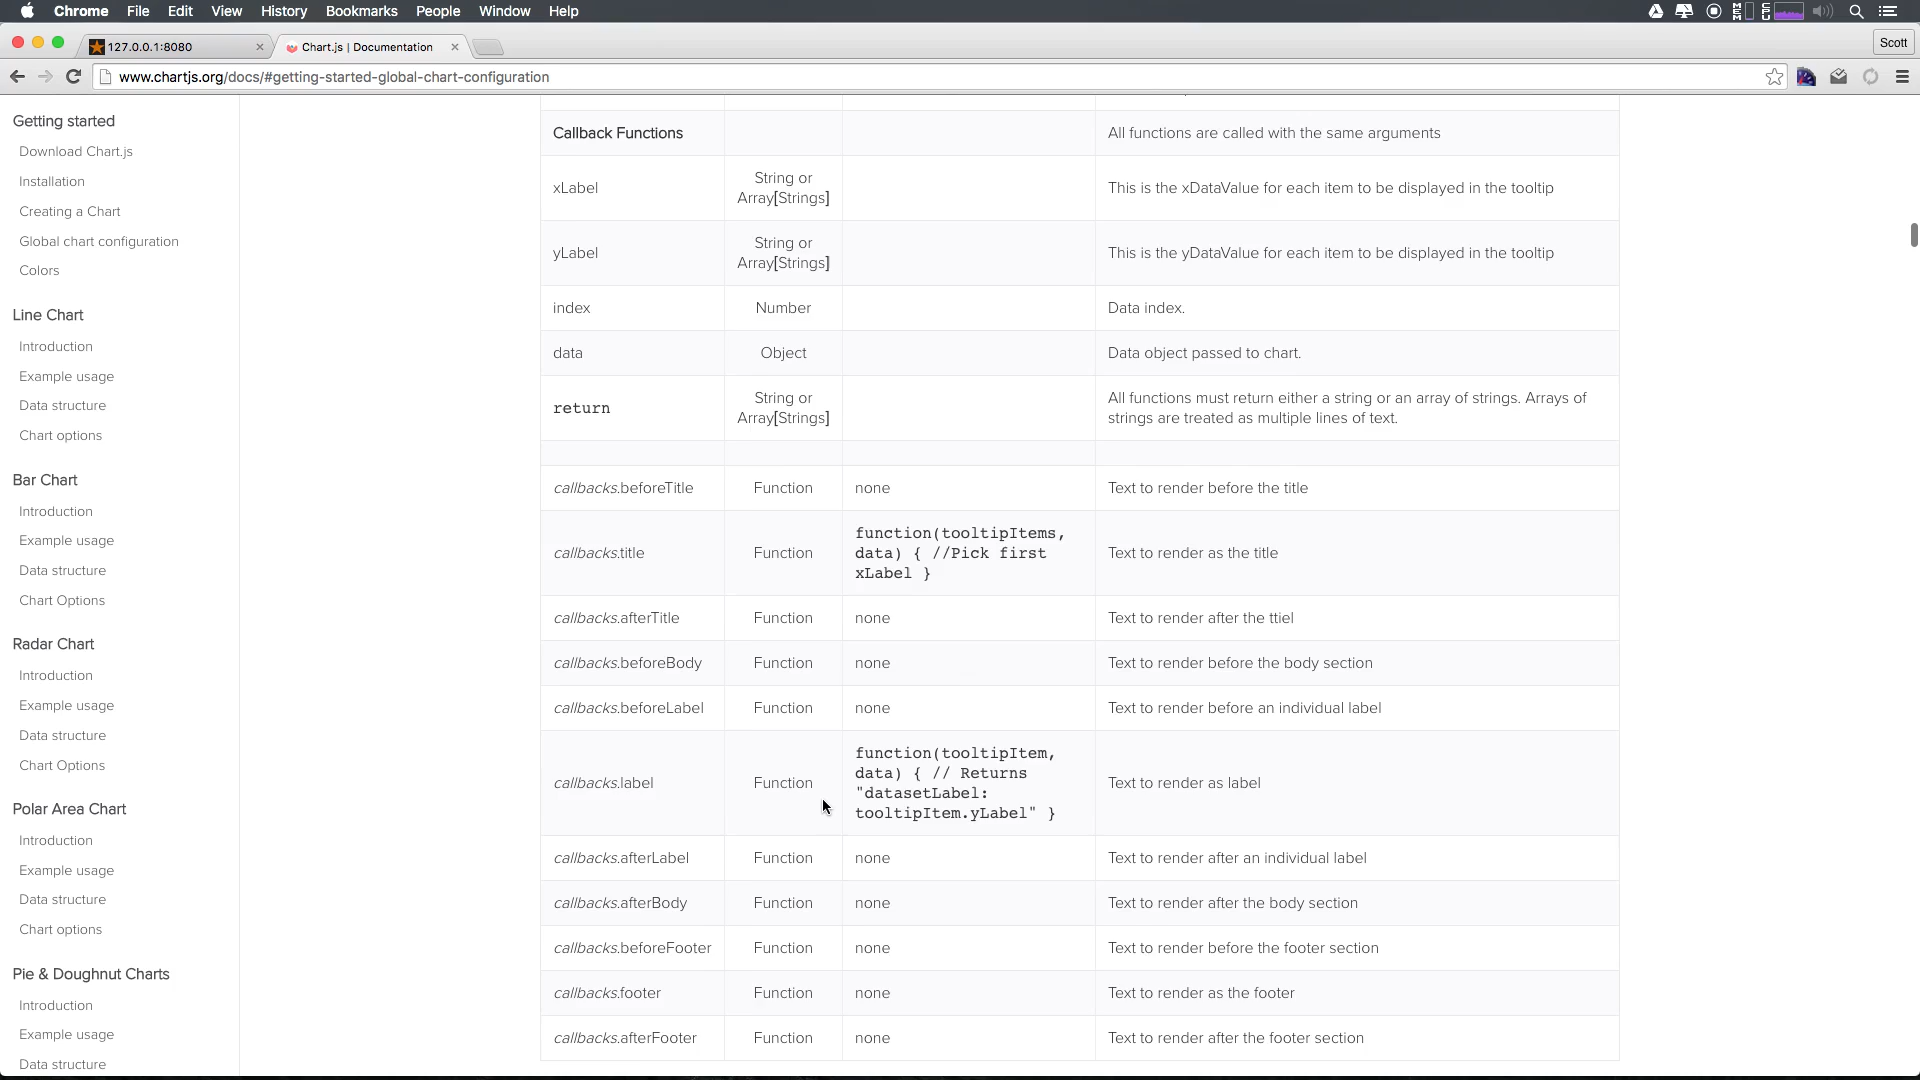 Chrome File Edit View History Bookmarks People Window Help
127.0.0.1:8080
Chart.js | Documentation
Scott
www.chartjs.org/docs/#getting-started-global-chart-configuration
Getting started
Download Chart.js
Installation
Creating a Chart
Global chart configuration
Colors
Line Chart
Introduction
Example usage
Data structure
Chart options
Bar Chart
Introduction
Example usage
Data structure
Chart Options
Radar Chart
Introduction
Example usage
Data structure
Chart Options
Polar Area Chart
Introduction
Example usage
Data structure
Chart options
Pie & Doughnut Charts
Introduction
Example usage
Data structure
Callback Functions All functions are called with the same arguments
xLabel String or Array[Strings] This is the xDataValue for each item to be displayed in the tooltip
yLabel String or Array[Strings] This is the yDataValue for each item to be displayed in the tooltip
index Number Data index.
data Object Data object passed to chart.
return String or Array[Strings] All functions must return either a string or an array of strings. Arrays of
strings are treated as multiple lines of text.
callbacks.beforeTitle Function none Text to render before the title
callbacks.title Function function(tooltipItems,
data) { //Pick first
xLabel }
Text to render as the title
callbacks.afterTitle Function none Text to render after the ttiel
callbacks.beforeBody Function none Text to render before the body section
callbacks.beforeLabel Function none Text to render before an individual label
callbacks.label Function function(tooltipItem,
data) { // Returns
"datasetLabel:
tooltipItem.yLabel" }
Text to render as label
callbacks.afterLabel Function none Text to render after an individual label
callbacks.afterBody Function none Text to render after the body section
callbacks.beforeFooter Function none Text to render before the footer section
callbacks.footer Function none Text to render as the footer
callbacks.afterFooter Function none Text to render after the footer section